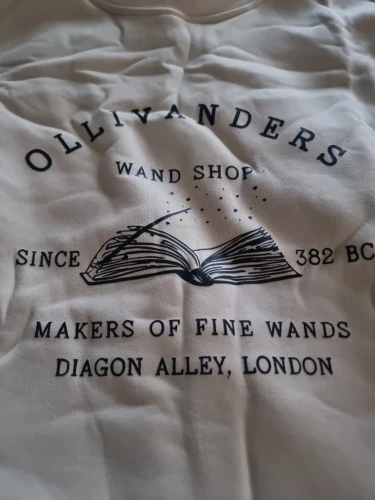 OLLIVANDERS
WAND SHOP
SINCE 382 BC
MAKERS OF FINE WANDS
DIAGON ALLEY, LONDON